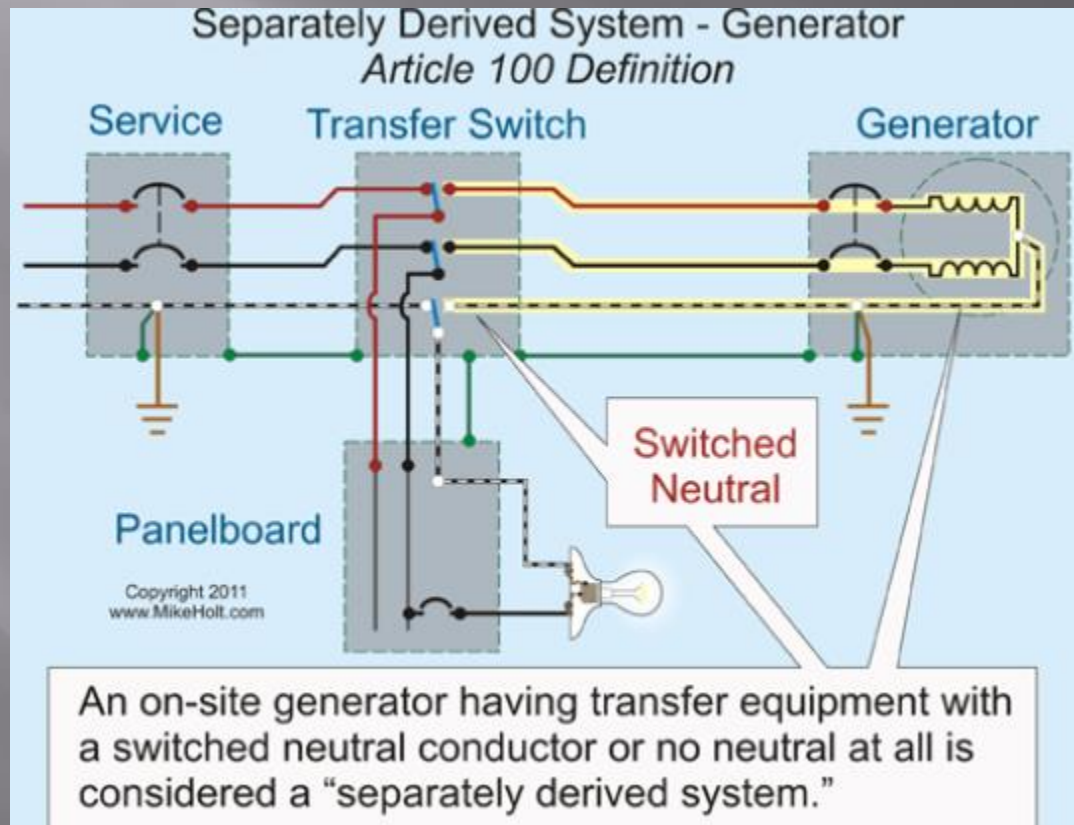 Separately Derived System - Generator
Article 100 Definition
Service
Transfer Switch
Generator
Switched
Neutral
Panelboard
Copyright 2011
www.MikeHolt.com
An on-site generator having transfer equipment with
a switched neutral conductor or no neutral at all is
considered a “separately derived system.”